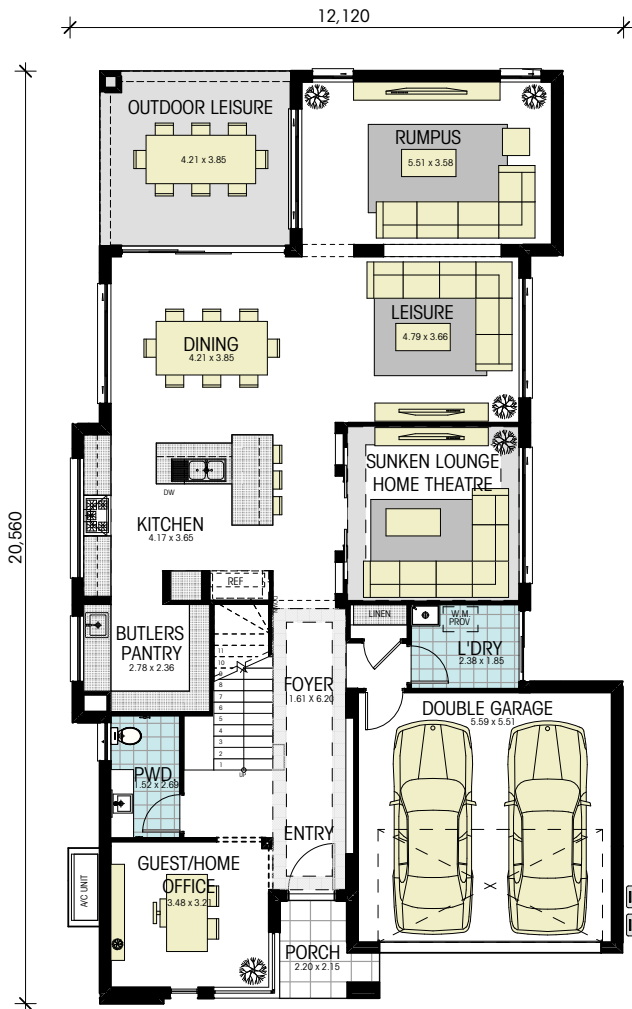 12,120
OUTDOOR LEISURE
4.21 x 3.85
RUMPUS
5.51 x 3.58
LEISURE
4.79 x 3.66
DINING
4.21 x 3.85
SUNKEN LOUNGE
HOME THEATRE
DW
KITCHEN
4.17 x 3.65
20,560
REF
LINEN
W.M.
PROV
BUTLERS
PANTRY
2.78 x 2.36
L'DRY
2.38 x 1.85
11
10
9
8
7
6
5
4
3
2
1
UP
FOYER
1.61 x 6.20
DOUBLE GARAGE
5.59 x 5.51
PWD.
1.52 x 2.69
ENTRY
GUEST/HOME
OFFICE
3.48 x 3.21
A/C UNIT
X
PORCH
2.20 x 2.15